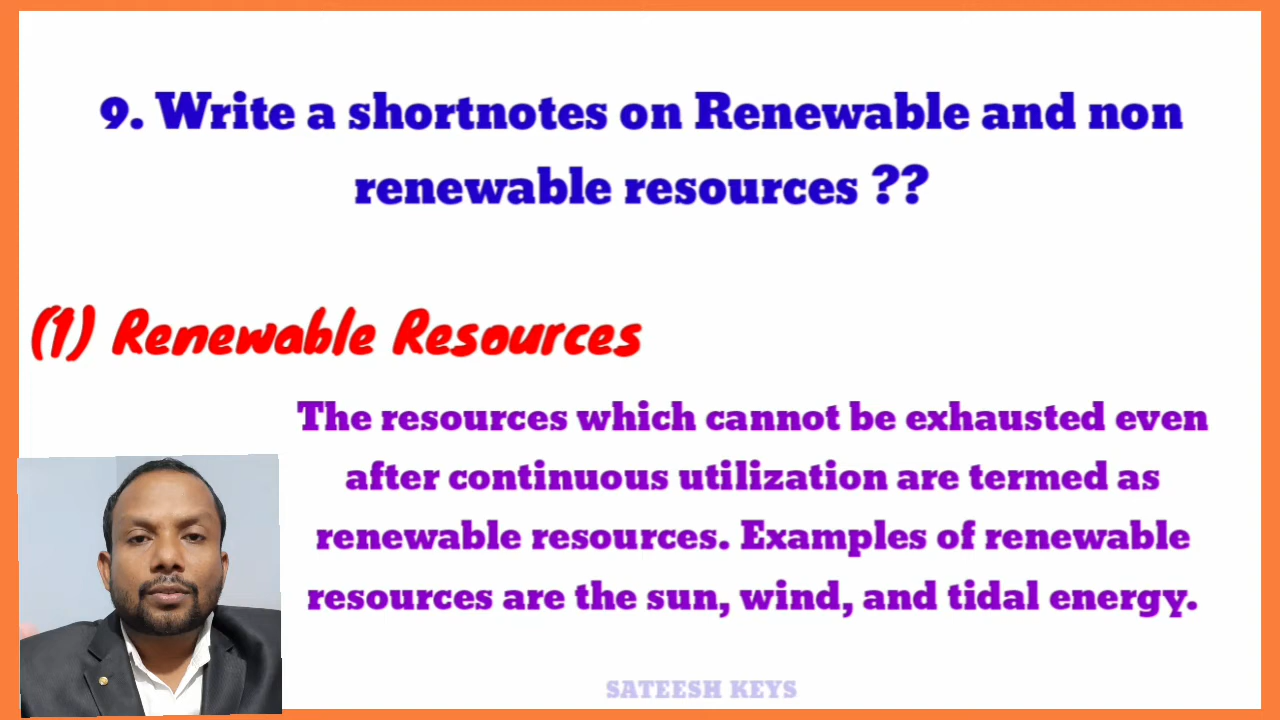 9. Write a shortnotes on Renewable and non
renewable resources ??
(1) Renewable Resources
The resources which cannot be exhausted even
after continuous utilization are termed as
renewable resources. Examples of renewable
resources are the sun, wind, and tidal energy.
SATEESH KEYS